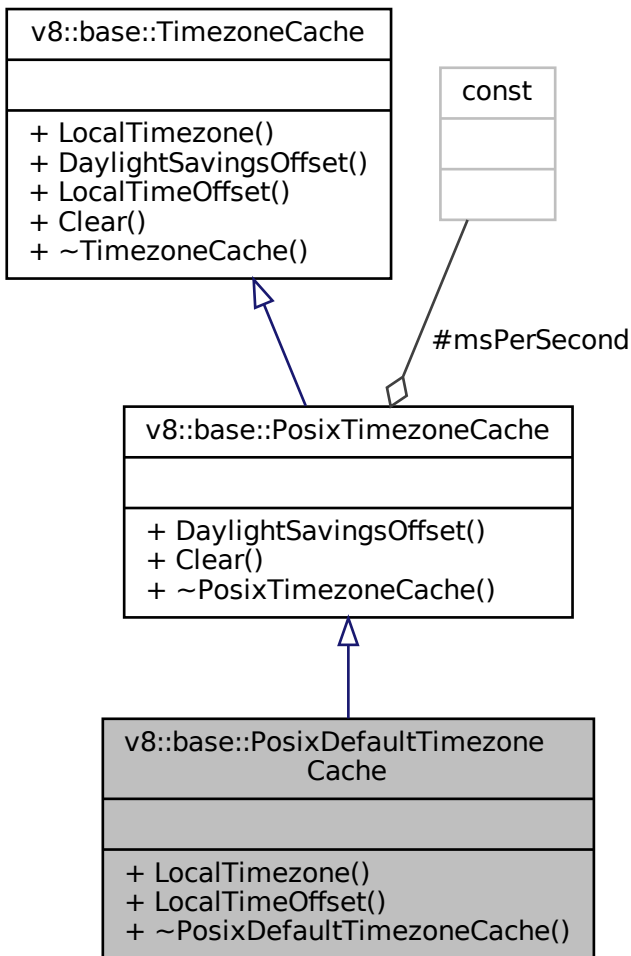 v8::base::TimezoneCache
+ LocalTimezone()
+ DaylightSavingsOffset()
+ LocalTimeOffset()
+ Clear()
+ ~TimezoneCache()
const
#msPerSecond
v8::base::PosixTimezoneCache
+ DaylightSavingsOffset()
+ Clear()
+ ~PosixTimezoneCache()
v8::base::PosixDefaultTimezone
Cache
+ LocalTimezone()
+ LocalTimeOffset()
+ ~PosixDefaultTimezoneCache()